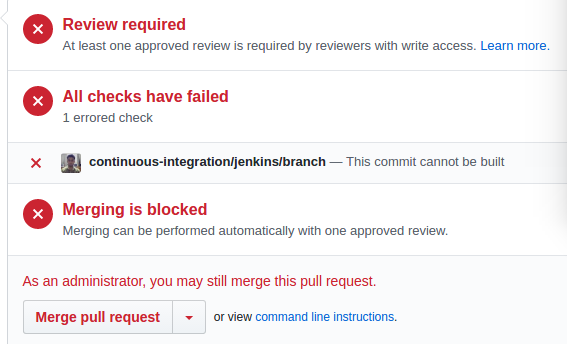 Review required
At least one approved review is required by reviewers with write access. Learn more.
All checks have failed
1 errored check
continuous-integration/jenkins/branch — This commit cannot be built
Merging is blocked
Merging can be performed automatically with one approved review.
As an administrator, you may still merge this pull request.
Merge pull request or view command line instructions.